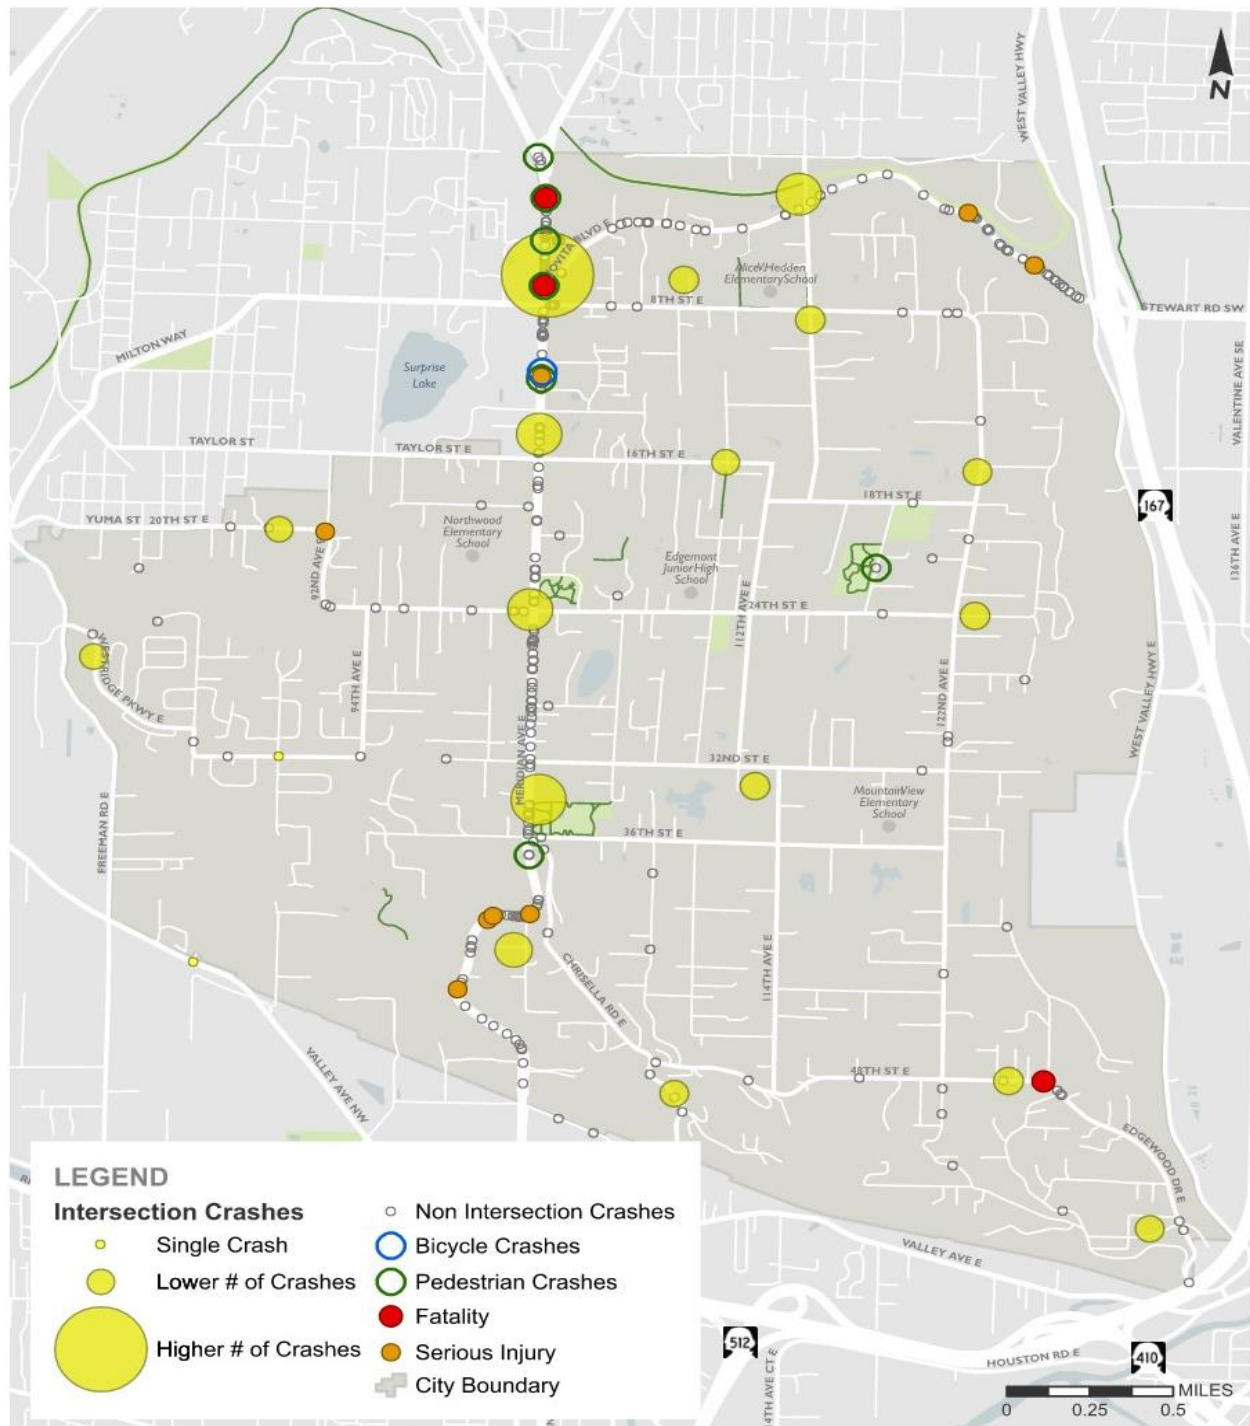 WEST VALLEY HWY
N
JOVITA BLVD E
Alice V. Hedden
Elementary School
8TH ST E
STEWART RD SW
MILTON WAY
Surprise
Lake
VALENTINE AVE SE
TAYLOR ST
TAYLOR ST E
16TH ST E
18TH ST E
167
YUMA ST
20TH ST E
Northwood
Elementary
School
Edgemont
Junior High
School
92ND AVE E
112TH AVE E
24TH ST E
136TH AVE E
WESTRIDGE PKWY E
94TH AVE E
122ND AVE E
WEST VALLEY HWY E
MERIDIAN AVE E
32ND ST E
Mountain View
Elementary
School
36TH ST E
FREEMAN RD E
CHRISELLA RD E
114TH AVE E
VALLEY AVE NW
48TH ST E
EDGEWOOD DR E
VALLEY AVE E
512
HOUSTON RD E
410
LEGEND
Intersection Crashes
Single Crash
Lower # of Crashes
Higher # of Crashes
Non Intersection Crashes
Bicycle Crashes
Pedestrian Crashes
Fatality
Serious Injury
City Boundary
MILES
0 0.25 0.5